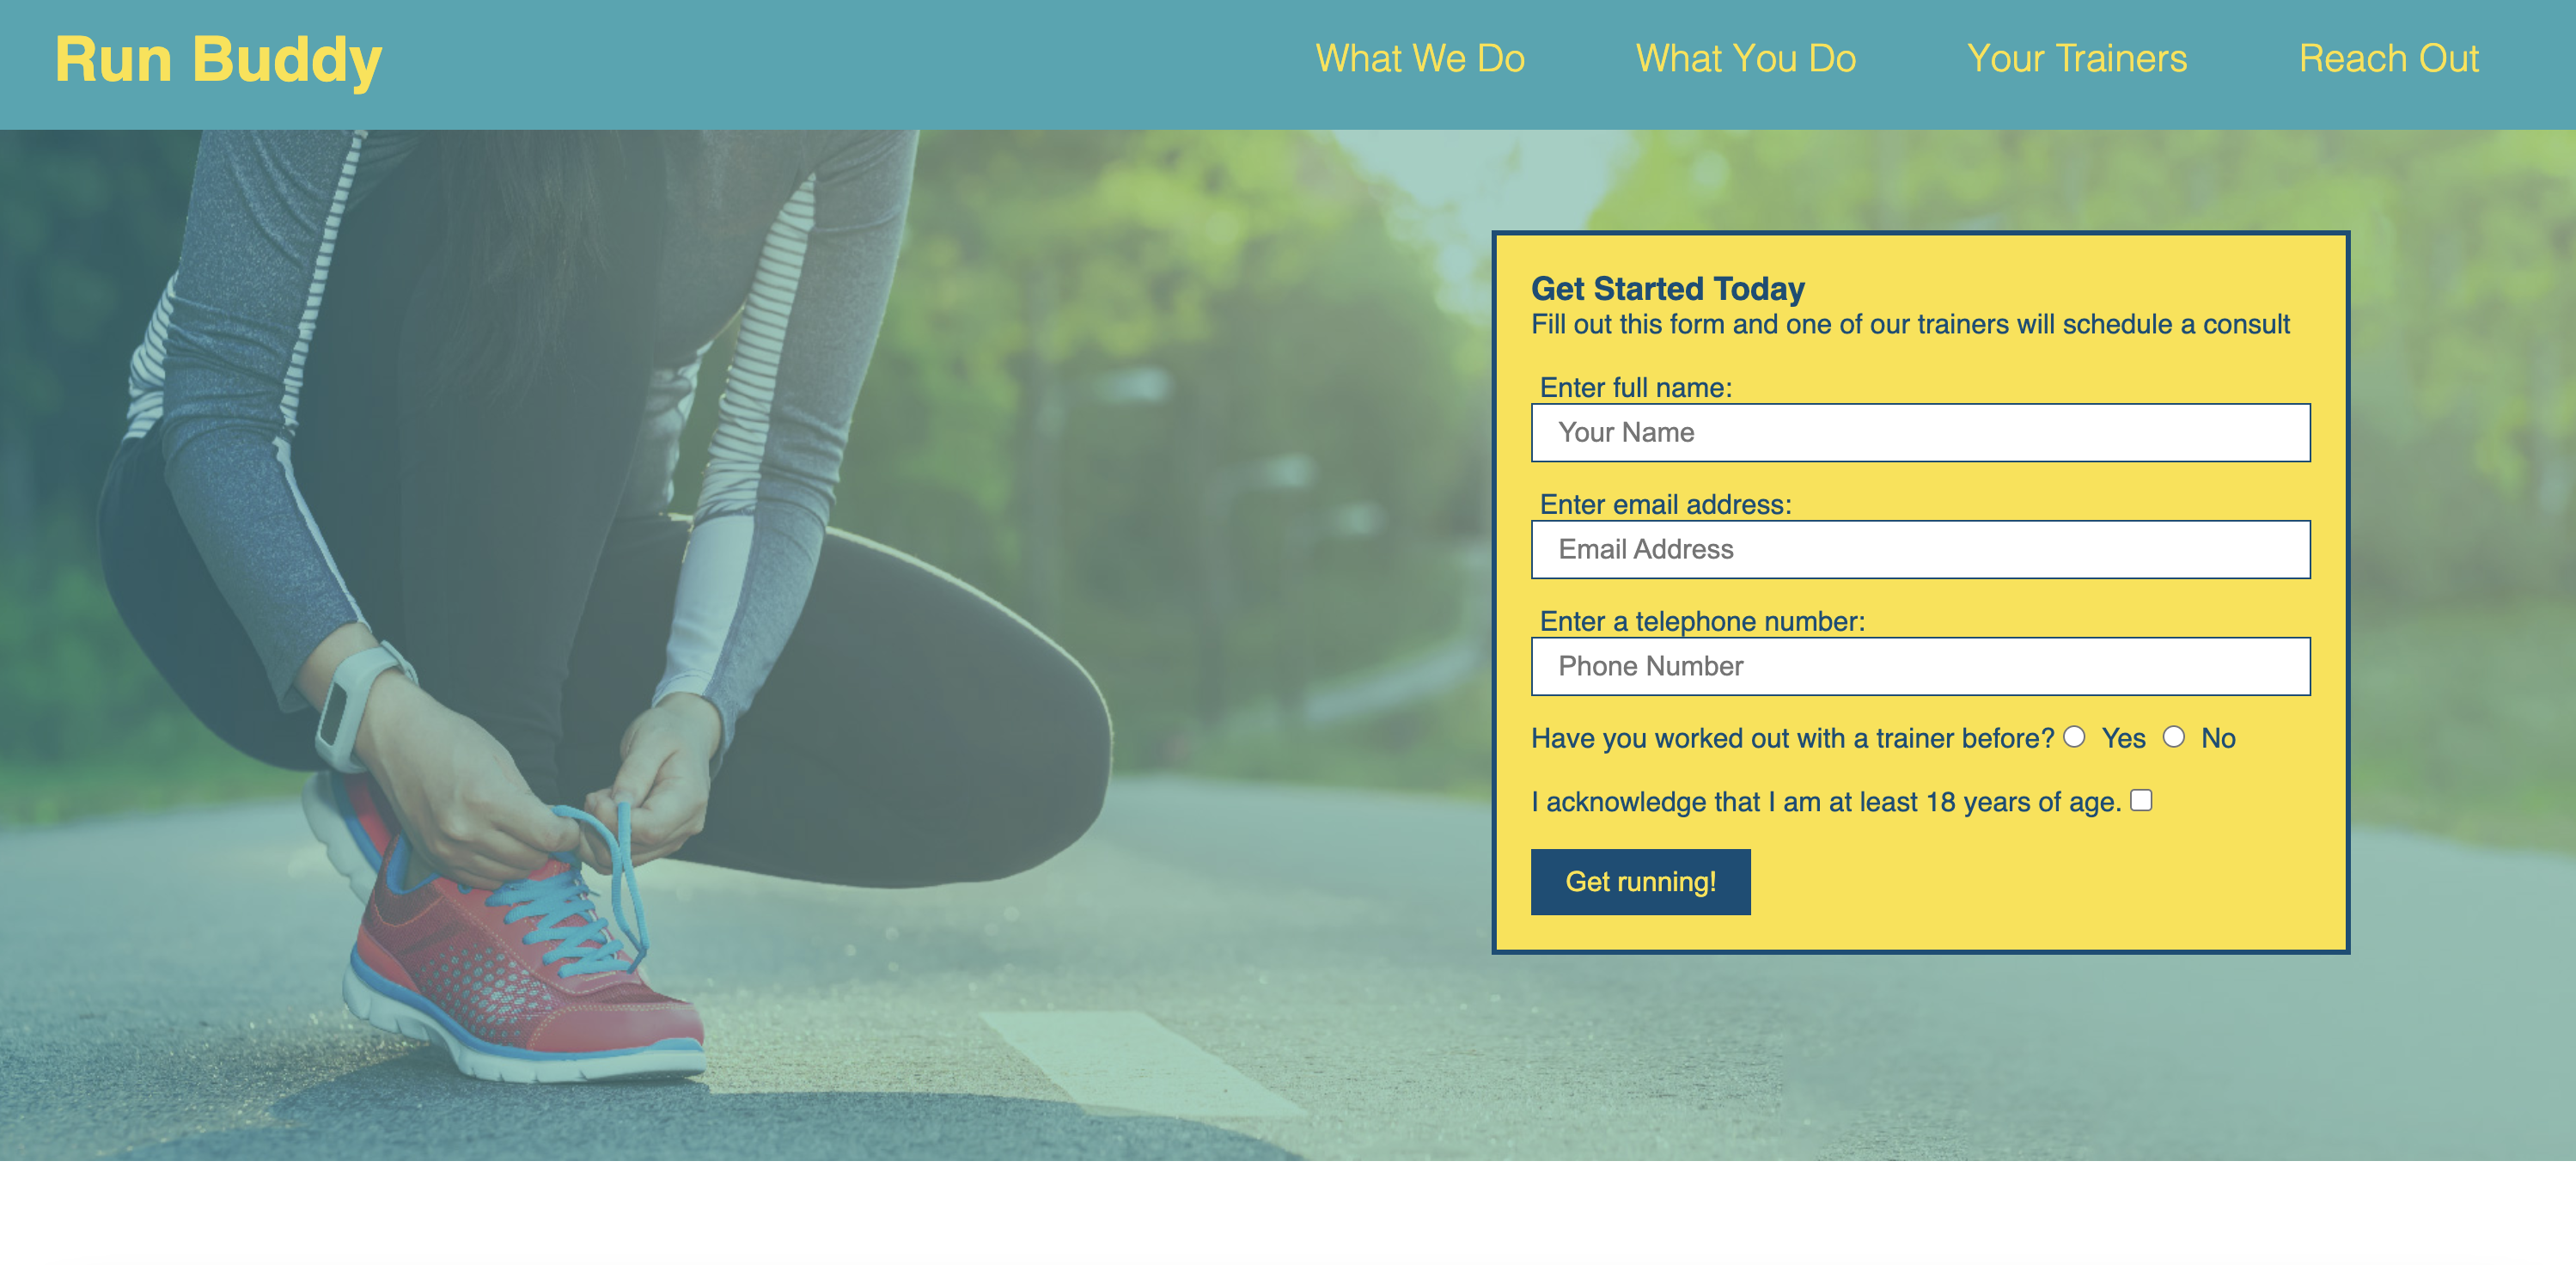 Run Buddy
What We Do
What You Do
Your Trainers
Reach Out
Get Started Today
Fill out this form and one of our trainers will schedule a consult
Enter full name:
Your Name
Enter email address:
Email Address
Enter a telephone number:
Phone Number
Have you worked out with a trainer before? Yes No
I acknowledge that I am at least 18 years of age.
Get running!